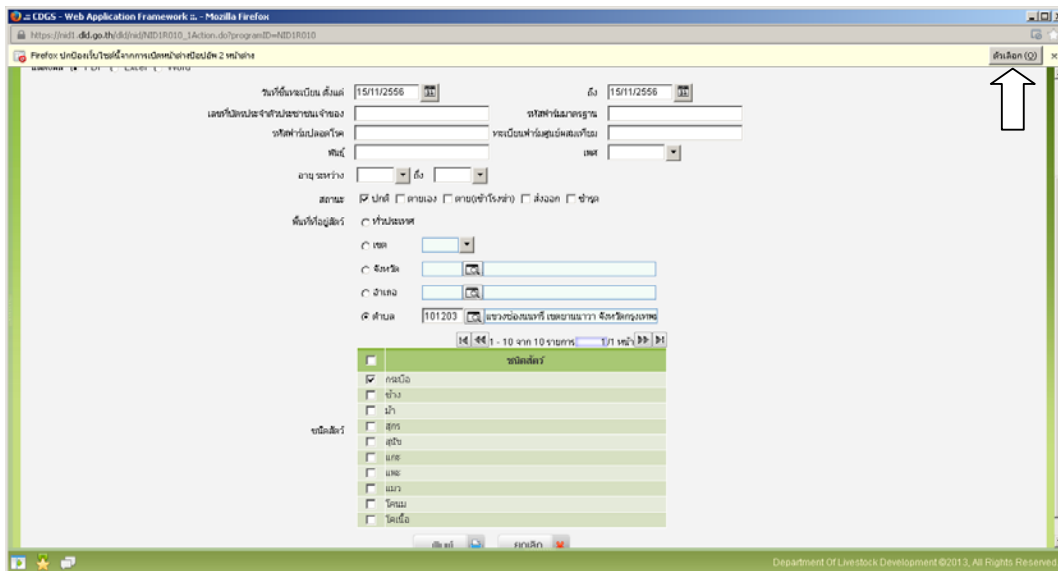 .:: CDGS - Web Application Framework ::. - Mozilla Firefox
https://nid1.dld.go.th/dld/nid/NID1R010_1Action.do?programID=NID1R010
Firefox ปกป้องเว็บไซต์นี้จากการเปิดหน้าต่างป๊อปอัพ 2 หน้าต่าง ตัวเลือก (O)
PDF Excel Word
วันที่ขึ้นทะเบียน ตั้งแต่ 15/11/2556 ถึง 15/11/2556
เลขที่บัตรประจำตัวประชาชนเจ้าของ รหัสฟาร์มมาตรฐาน
รหัสฟาร์มปลอดโรค ทะเบียนฟาร์มศูนย์ผสมเทียม
พันธุ์ เพศ
อายุ ระหว่าง ถึง
สถานะ ปกติ ตายเอง ตาย(เข้าโรงฆ่า) ส่งออก ชำรุด
พื้นที่ที่อยู่สัตว์ ทั่วประเทศ
เขต
จังหวัด
อำเภอ
ตำบล 101203 แขวงช่องนนทรี เขตยานนาวา จังหวัดกรุงเทพ
1 - 10 จาก 10 รายการ 1/1 หน้า
ชนิดสัตว์
กระบือ
ช้าง
ม้า
สุกร
ชนิดสัตว์ สุนัข
แกะ
แพะ
แมว
โคนม
โคเนื้อ
พิมพ์ ยกเลิก
Department Of Livestock Development ©2013, All Rights Reserved